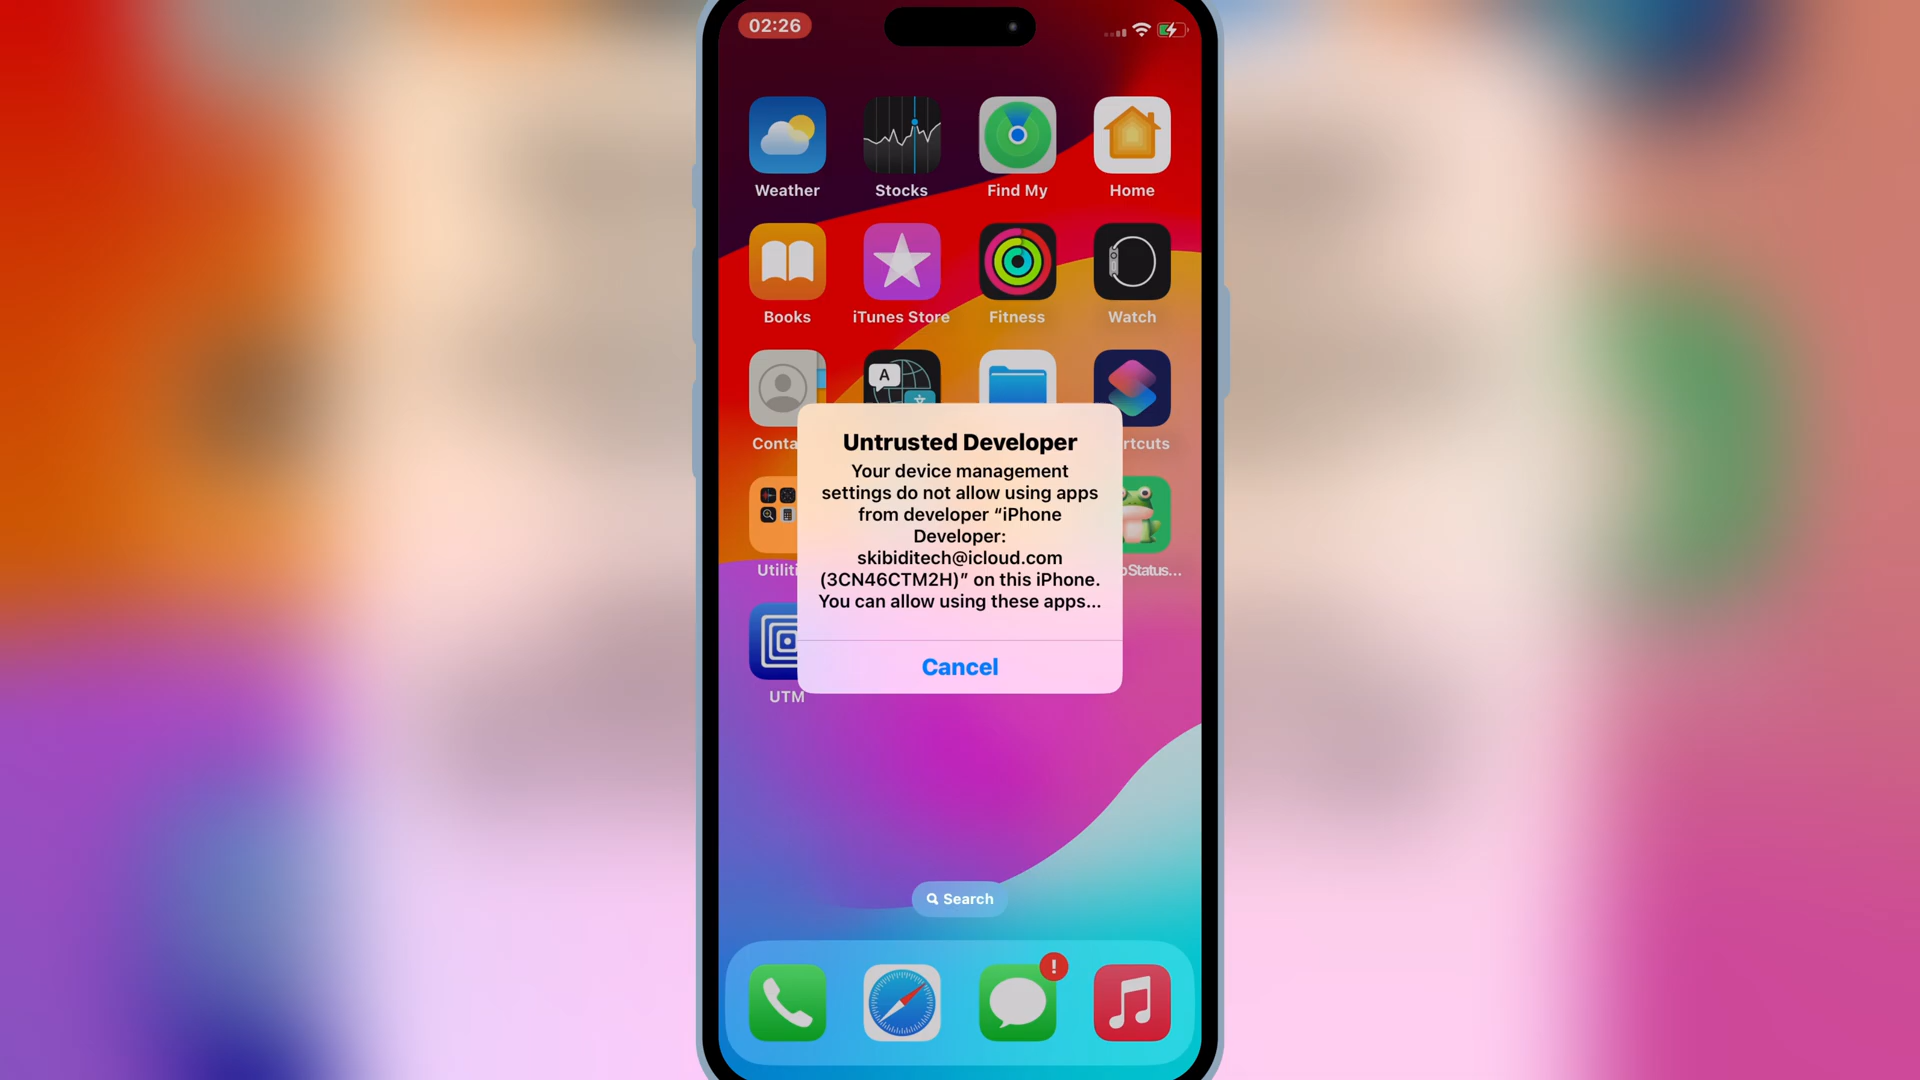 02:26
Weather Stocks Find My Home
Books iTunes Store Fitness Watch
A
Conta rtcuts
Untrusted Developer
Your device management
settings do not allow using apps
from developer “iPhone
Developer:
skibiditech@icloud.com
(3CN46CTM2H)” on this iPhone.
You can allow using these apps...
Cancel
Utiliti pStatus...
UTM
Search
!